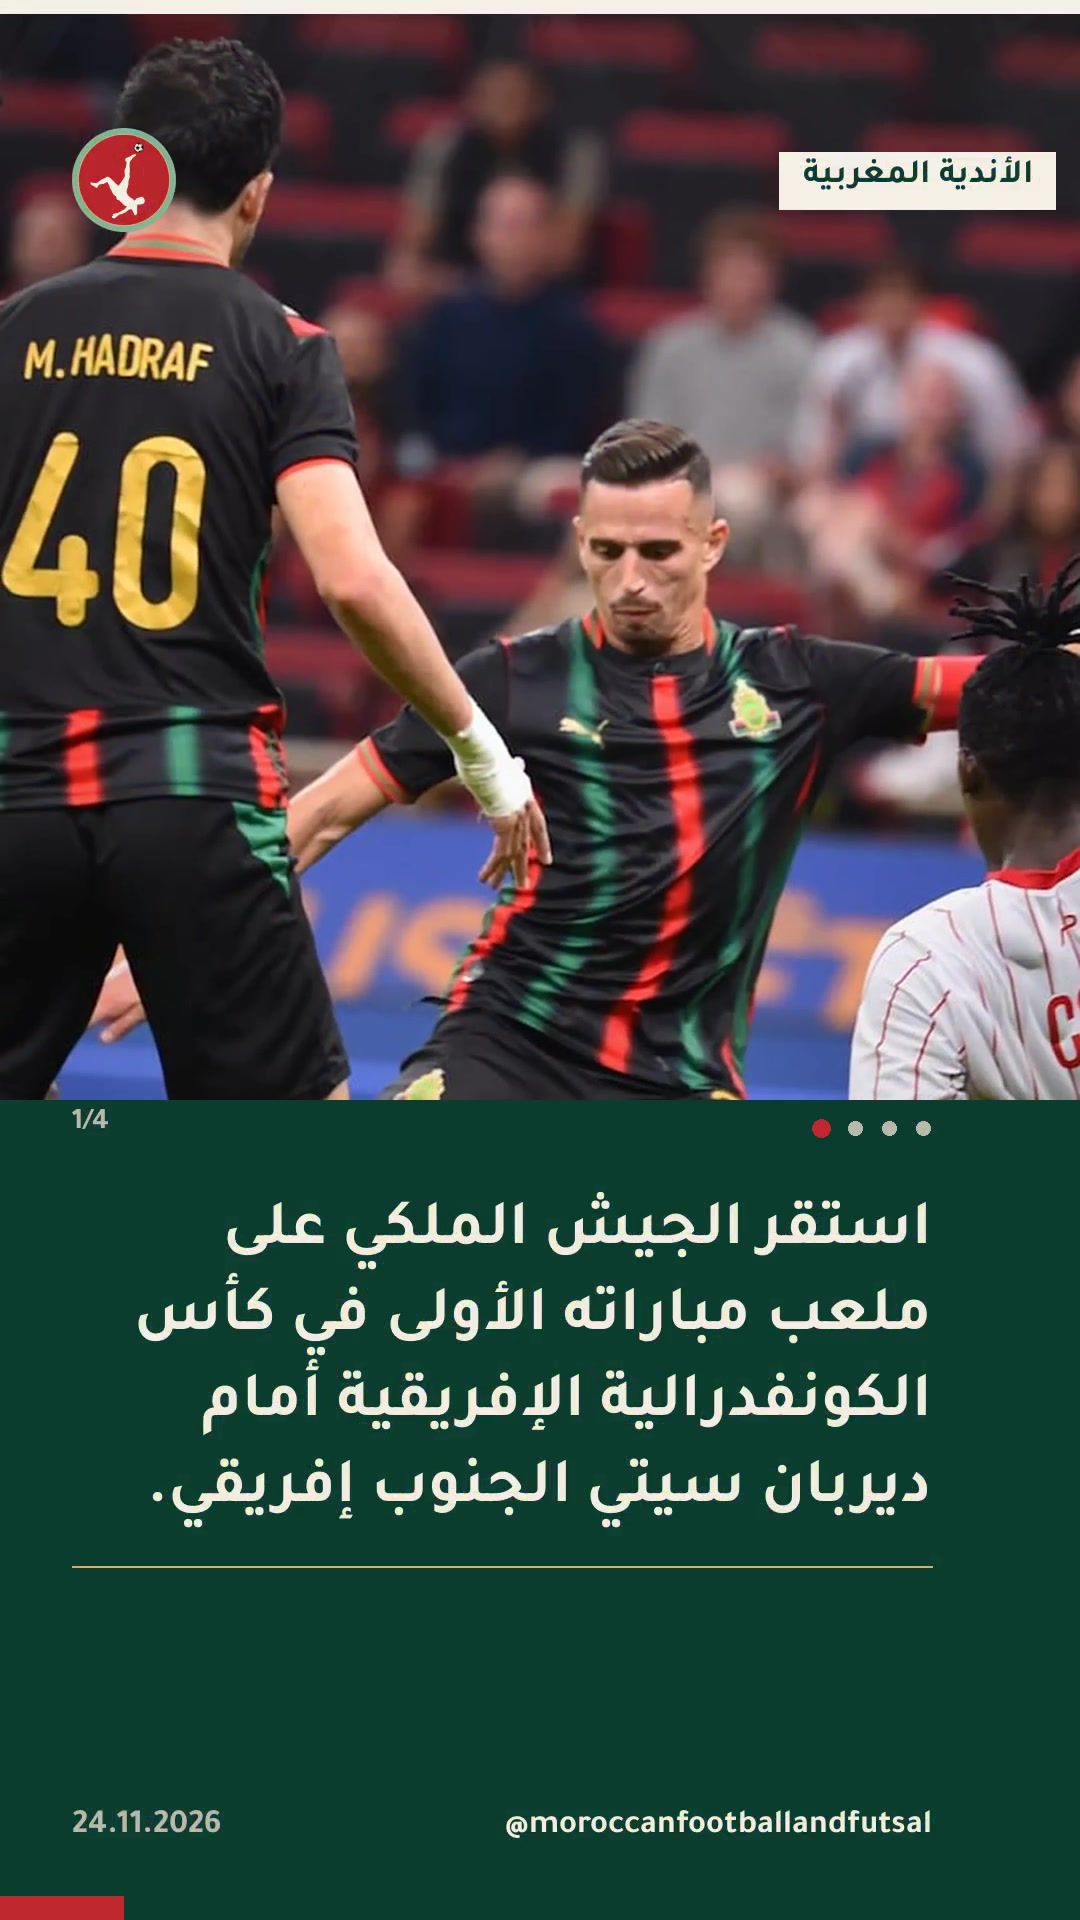 الأندية المغربية
M.HADRAF
40
1/4
استقر الجيش الملكي على
ملعب مباراته الأولى في كأس
الكونفدرالية الإفريقية أمام
ديربان سيتي الجنوب إفريقي.
24.11.2026
@moroccanfootballandfutsal